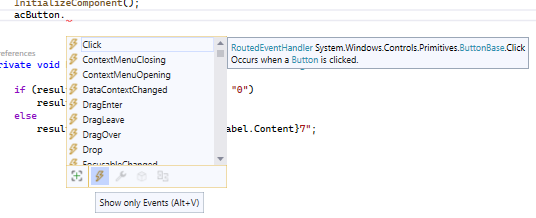 InitializeComponent();
acButton.
Click
RoutedEventHandler System.Windows.Controls.Primitives.ButtonBase.Click
Occurs when a Button is clicked.
ContextMenuClosing
ContextMenuOpening
DataContextChanged
DragEnter
DragLeave
DragOver
Drop
FocusableChanged
references
rivate void
if (resul "0")
resul
else
resul abel.Content}7";
Show only Events (Alt+V)